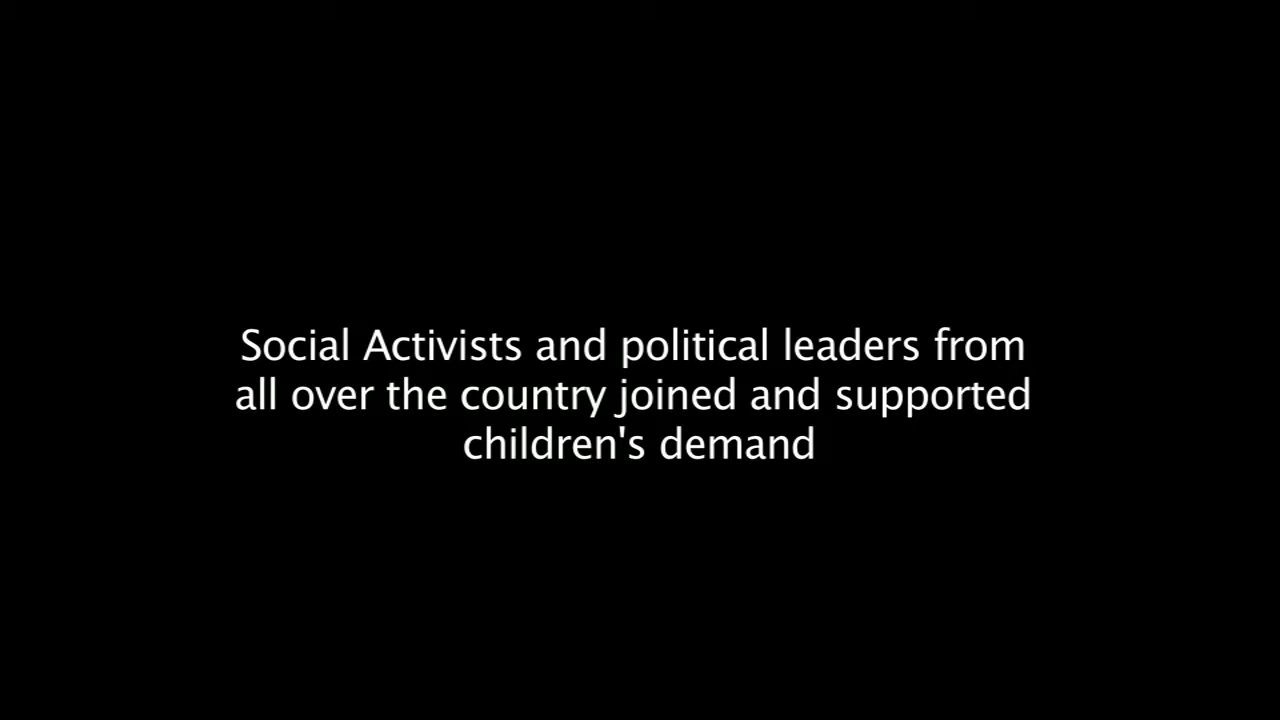 Social Activists and political leaders from
all over the country joined and supported
children's demand